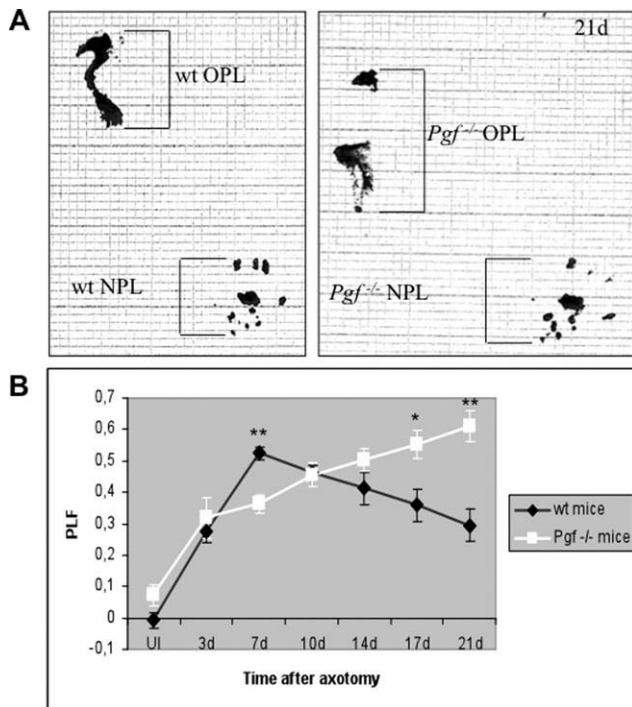 A
21d
wt OPL
Pgf -/- OPL
wt NPL
Pgf -/- NPL
B
0,7
0,6
0,5
0,4
0,3
0,2
0,1
0
-0,1
PLF
**
*
**
UI
3d
7d
10d
14d
17d
21d
Time after axotomy
wt mice
Pgf -/- mice